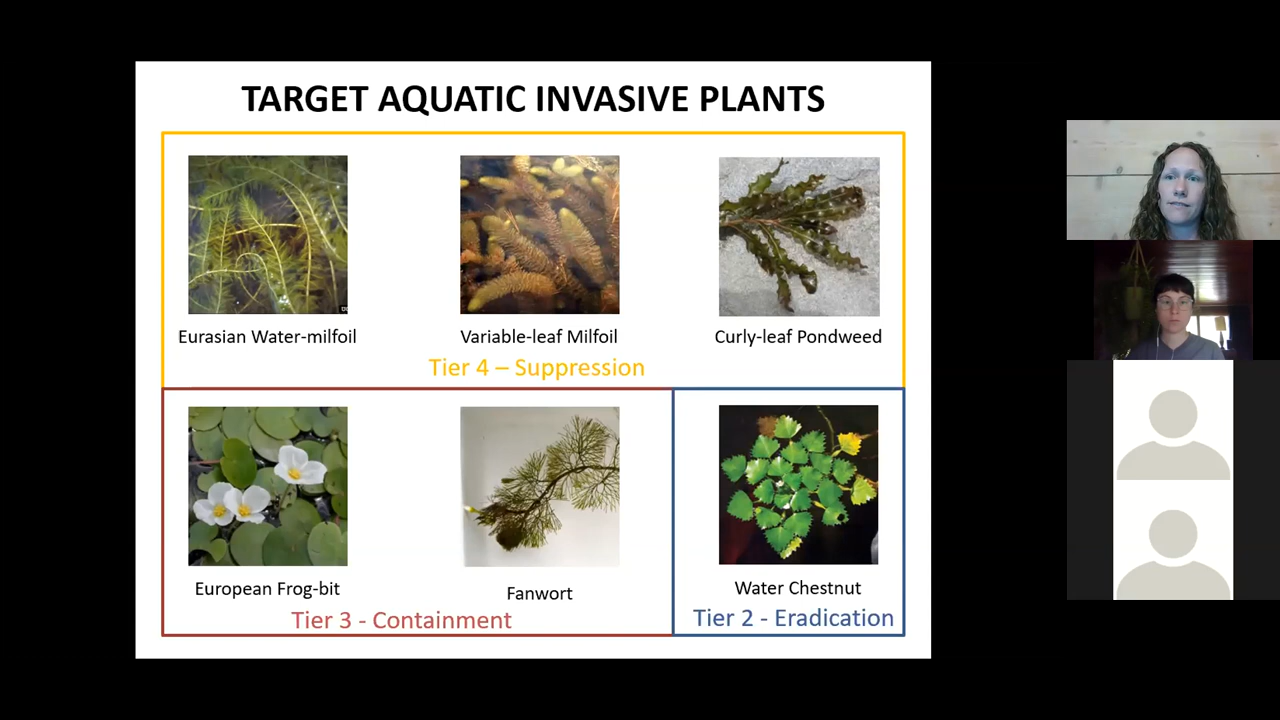 TARGET AQUATIC INVASIVE PLANTS
Eurasian Water-milfoil
Variable-leaf Milfoil
Curly-leaf Pondweed
Tier 4 – Suppression
European Frog-bit
Fanwort
Water Chestnut
Tier 3 - Containment
Tier 2 - Eradication